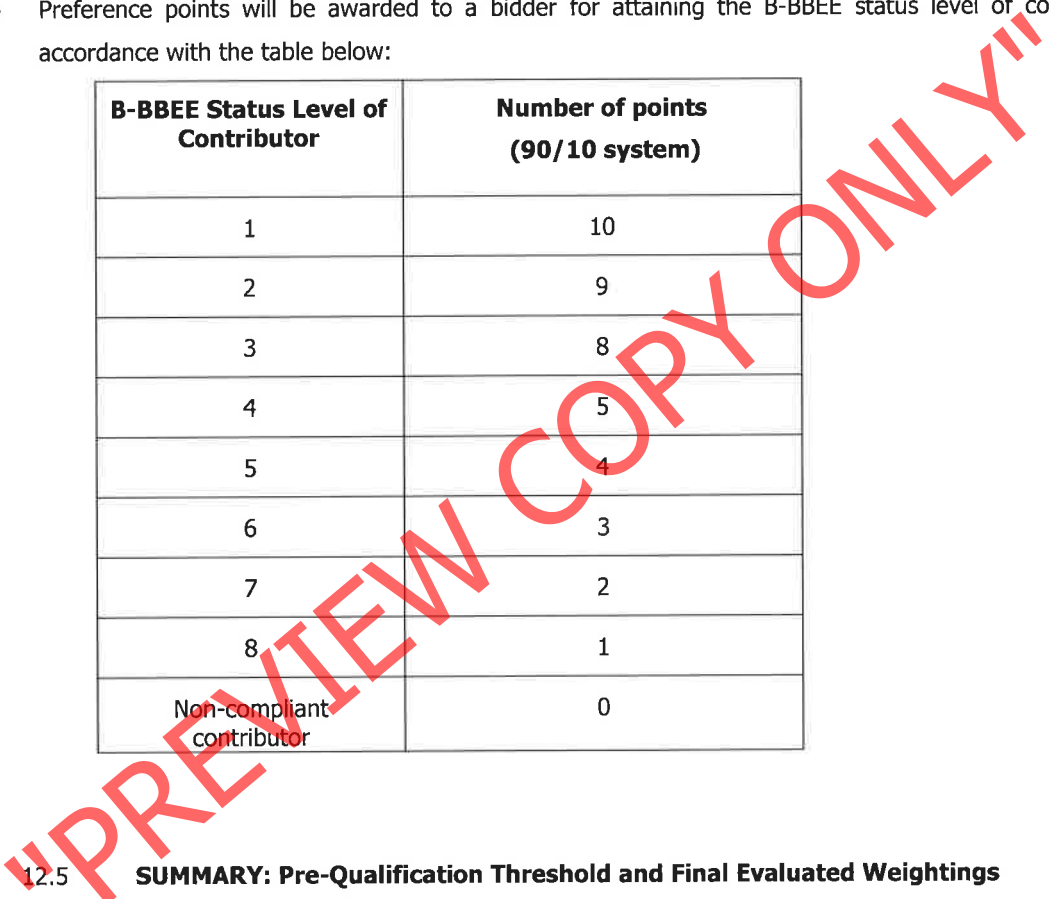 Preference points will be awarded to a bidder for attaining the B-BBEE status level of co
accordance with the table below:
B-BBEE Status Level of Contributor
Number of points
(90/10 system)
1 10
2 9
3 8
4 5
5 4
6 3
7 2
8 1
Non-compliant contributor 0
12.5 SUMMARY: Pre-Qualification Threshold and Final Evaluated Weightings
"PREVIEW COPY ONLY"